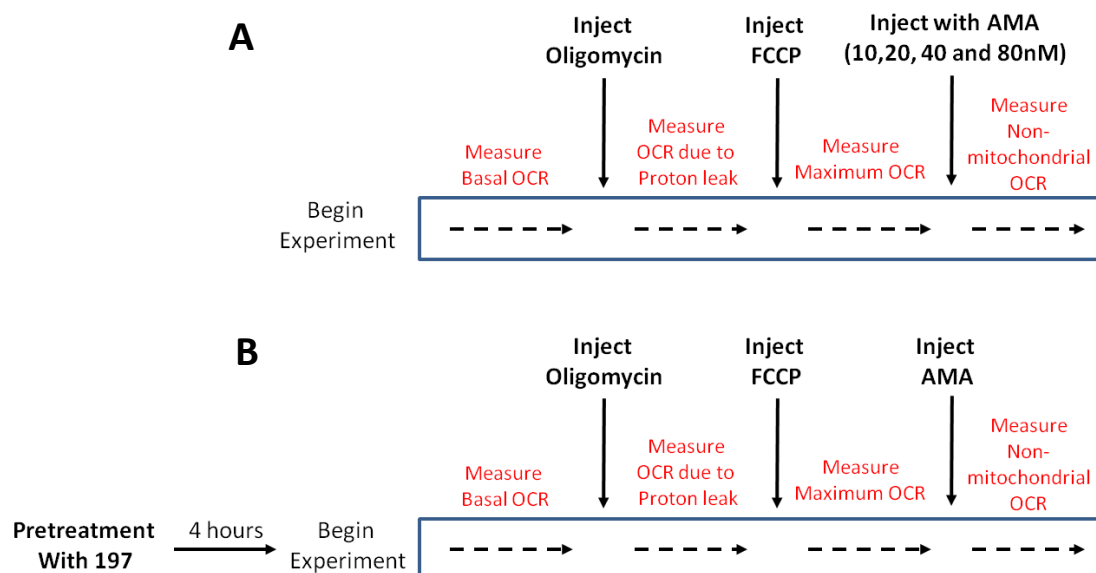 A
Inject
Oligomycin
Inject
FCCP
Inject with AMA
(10,20, 40 and 80nM)
Measure
Basal OCR
Measure
OCR due to
Proton leak
Measure
Maximum OCR
Measure
Non-
mitochondrial
OCR
Begin
Experiment
B
Inject
Oligomycin
Inject
FCCP
Inject
AMA
Measure
Basal OCR
Measure
OCR due to
Proton leak
Measure
Maximum OCR
Measure
Non-
mitochondrial
OCR
Pretreatment
With 197
4 hours
Begin
Experiment